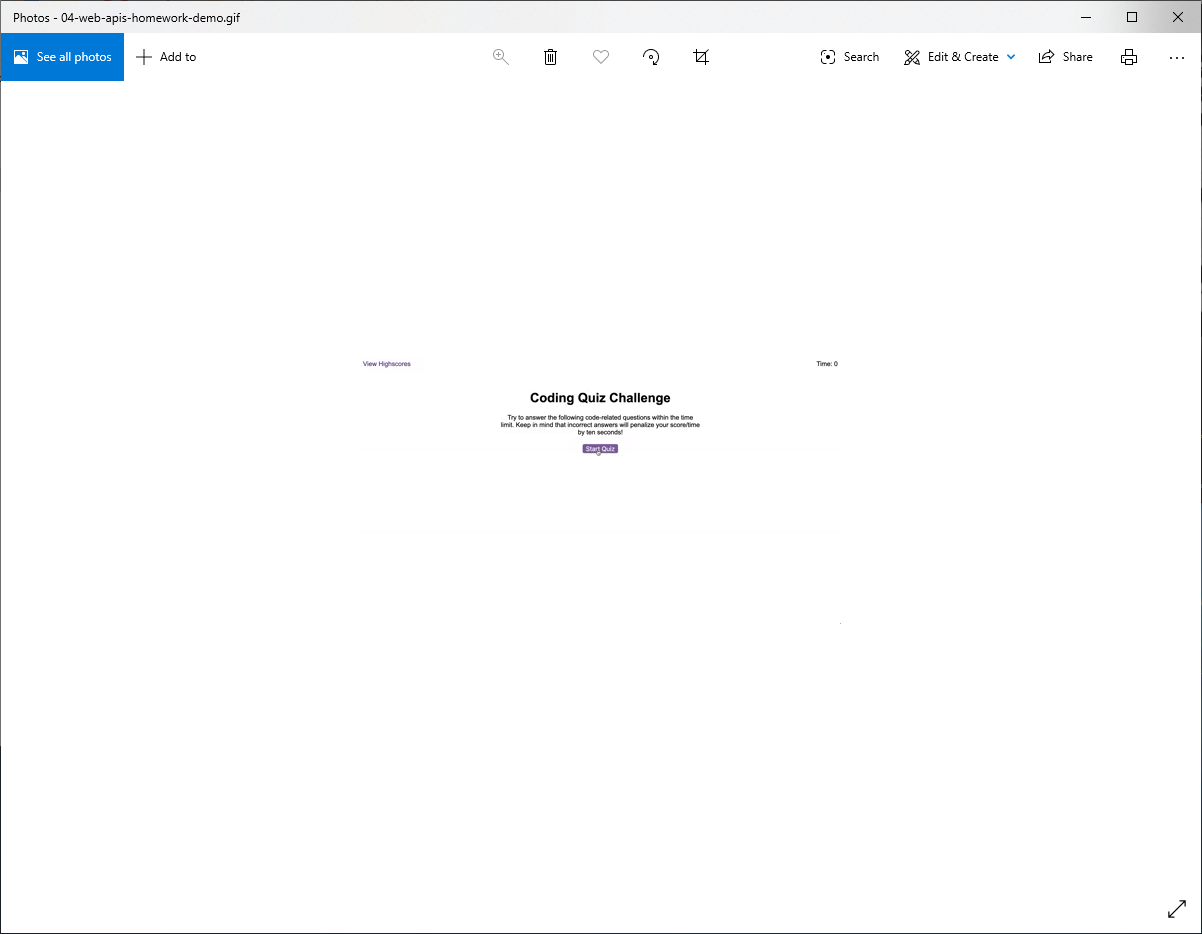 Photos - 04-web-apis-homework-demo.gif
See all photos
Add to
Search
Edit & Create
Share
View Highscores
Time: 0
Coding Quiz Challenge
Try to answer the following code-related questions within the time
limit. Keep in mind that incorrect answers will penalize your score/time
by ten seconds!
Start Quiz